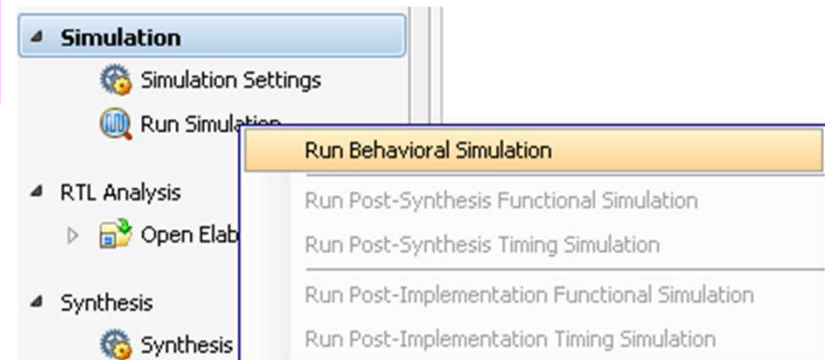 Simulation
Simulation Settings
Run Simulation
Run Behavioral Simulation
RTL Analysis
Run Post-Synthesis Functional Simulation
Open Elab
Run Post-Synthesis Timing Simulation
Synthesis
Run Post-Implementation Functional Simulation
Synthesis
Run Post-Implementation Timing Simulation